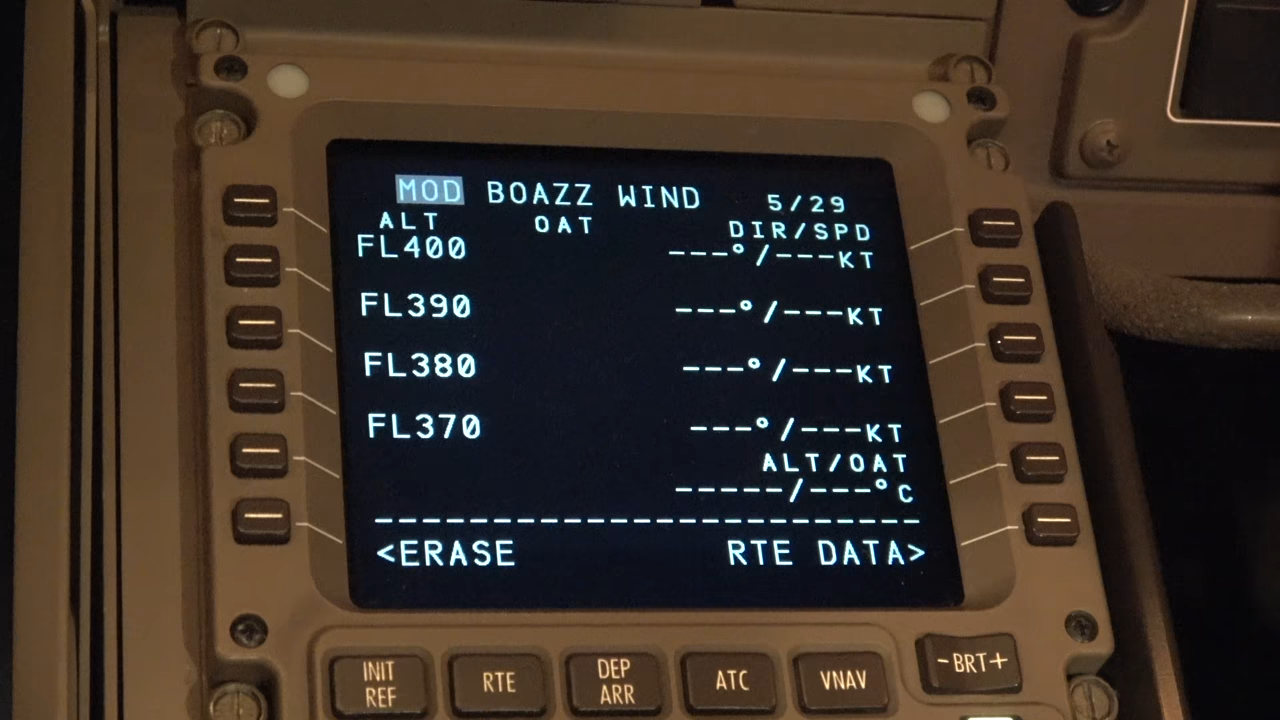 MOD BOAZZ WIND 5/29
ALT OAT DIR/SPD
FL400 ---°/---KT
FL390 ---°/---KT
FL380 ---°/---KT
FL370 ---°/---KT
ALT/OAT
-----/---°C
------------------------
<ERASE RTE DATA>
INIT REF
RTE
DEP ARR
ATC
VNAV
-BRT+